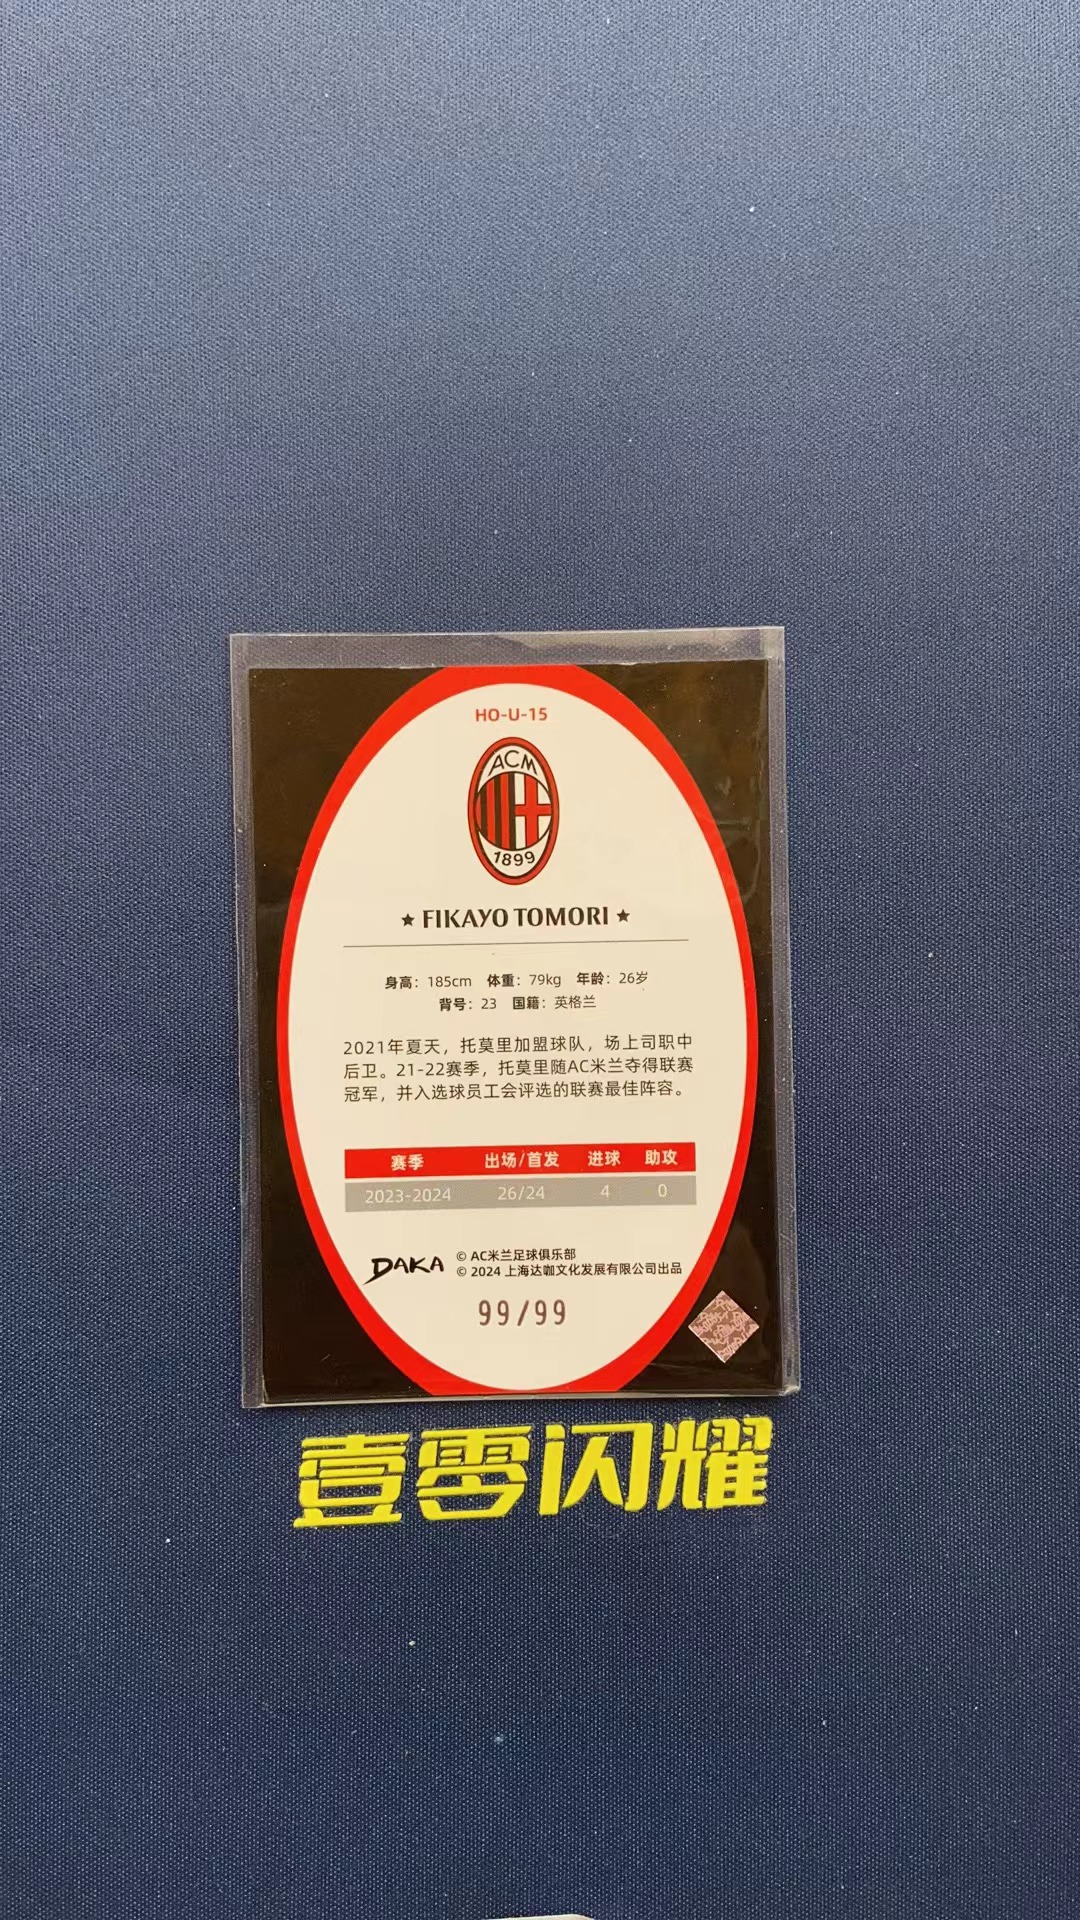 HO-U-15
ACM
1899
★ FIKAYO TOMORI ★
身高：185cm 体重：79kg 年龄：26岁
背号：23 国籍：英格兰
2021年夏天，托莫里加盟球队，场上司职中
后卫。21-22赛季，托莫里随AC米兰夺得联赛
冠军，并入选球员工会评选的联赛最佳阵容。
赛季 出场/首发 进球 助攻
2023-2024 26/24 4 0
DAKA
© AC米兰足球俱乐部
© 2024 上海达咖文化发展有限公司出品
99/99
壹零闪耀